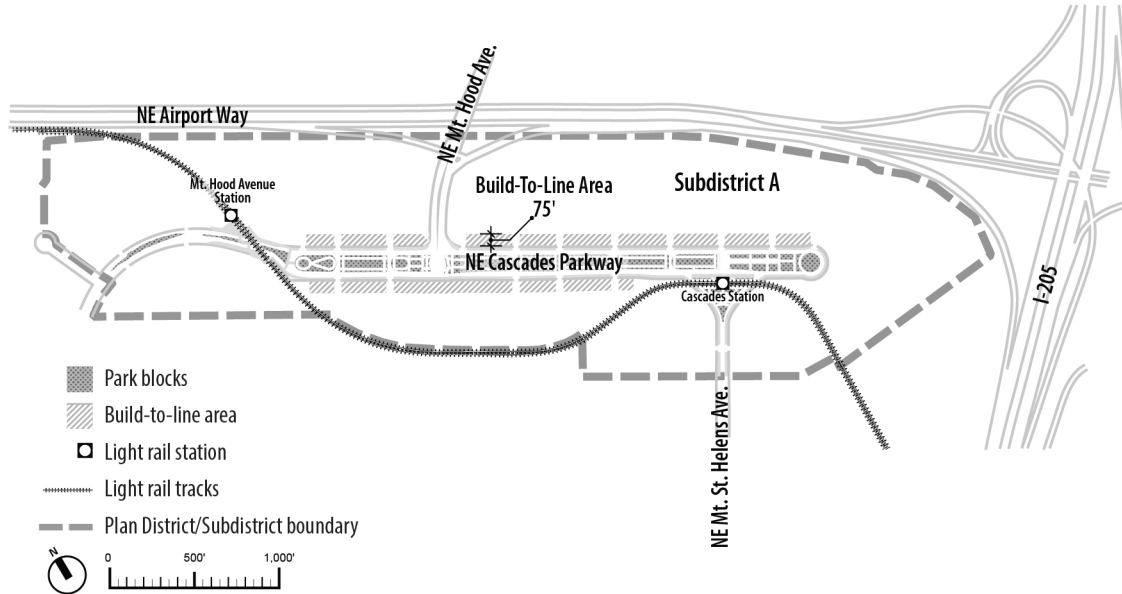 NE Airport Way
NE Mt. Hood Ave.
Mt. Hood Avenue
Station
Build-To-Line Area
75'
Subdistrict A
NE Cascades Parkway
Cascades Station
I-205
NE Mt. St. Helens Ave.
Park blocks
Build-to-line area
Light rail station
Light rail tracks
Plan District/Subdistrict boundary
N
0 500' 1,000'